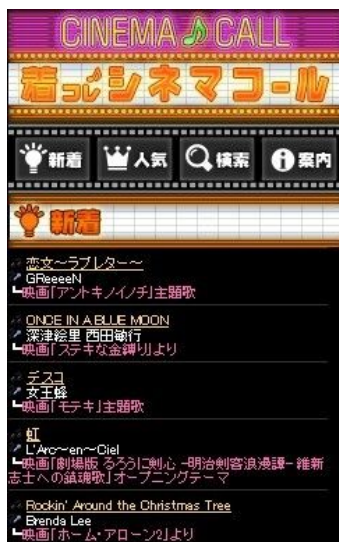 CINEMA♪CALL
着うた シネマコール
新着 人気 検索 案内
新着
恋文～ラブレター～
GReeeeN
映画「アントキノイノチ」主題歌
ONCE IN A BLUE MOON
深津絵里 西田敏行
映画「ステキな金縛り」より
デスコ
女王蜂
映画「モテキ」主題歌
虹
L'Arc〜en〜Ciel
映画「劇場版 るろうに剣心 -明治剣客浪漫譚- 維新
志士への鎮魂歌」オープニングテーマ
Rockin' Around the Christmas Tree
Brenda Lee
映画「ホーム・アローン2」より